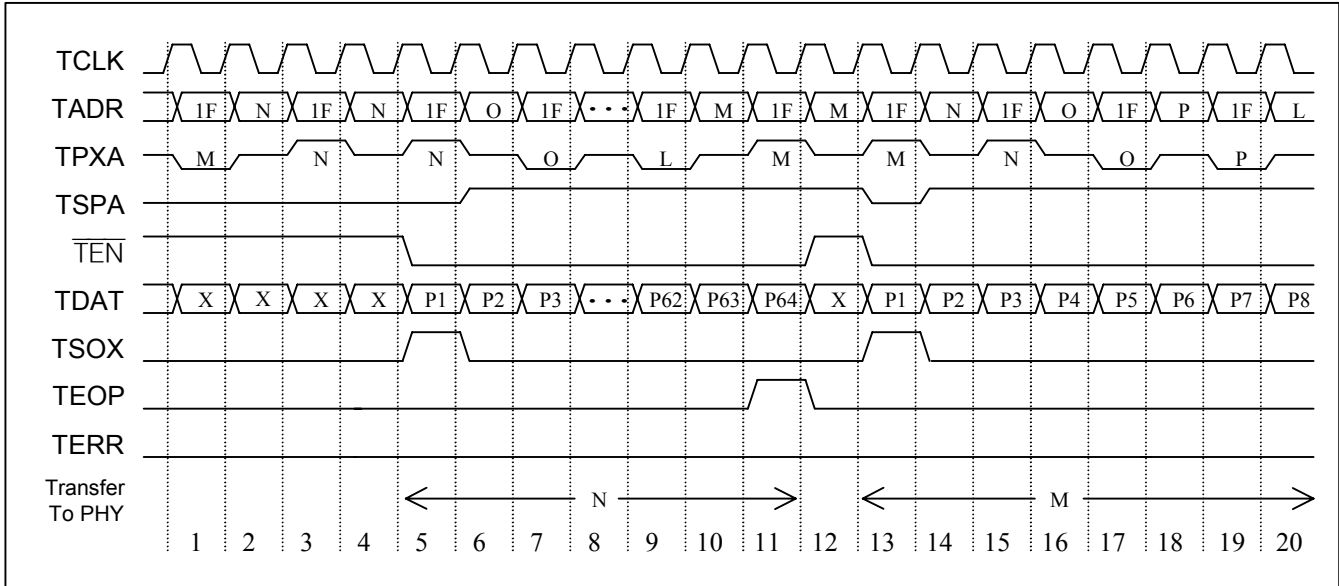 TCLK
TADR 1F N 1F N 1F O 1F ··· 1F M 1F M 1F N 1F O 1F P 1F L
TPXA M N N O L M M N O P
TSPA
TEN
TDAT X X X X P1 P2 P3 ··· P62 P63 P64 X P1 P2 P3 P4 P5 P6 P7 P8
TSOX
TEOP
TERR
Transfer
To PHY N M
1 2 3 4 5 6 7 8 9 10 11 12 13 14 15 16 17 18 19 20